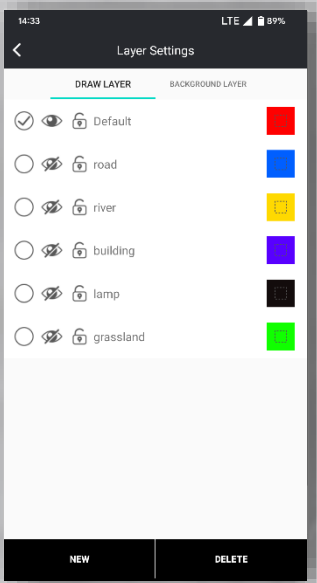 14:33 LTE 89%
Layer Settings
DRAW LAYER BACKGROUND LAYER
Default
road
river
building
lamp
grassland
NEW DELETE